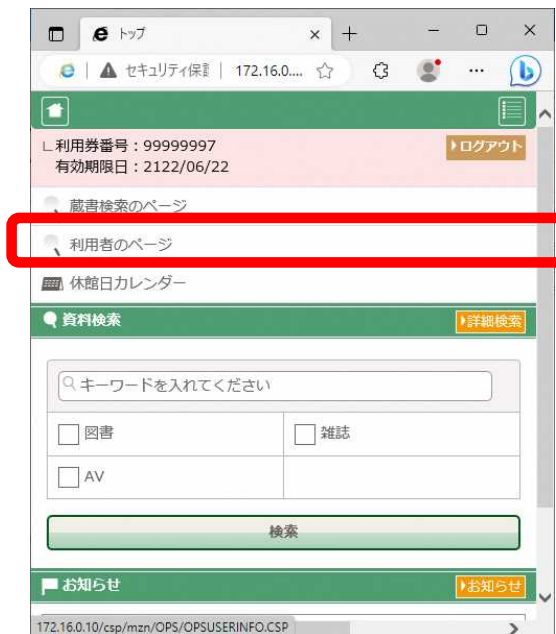 トップ
セキュリティ保 172.16.0....
利用券番号：99999997
有効期限日：2122/06/22
ログアウト
蔵書検索のページ
利用者のページ
休館日カレンダー
資料検索
詳細検索
キーワードを入れてください
図書
雑誌
AV
検索
お知らせ
お知らせ
172.16.0.10/csp/mzn/OPS/OPSUSERINFO.CSP